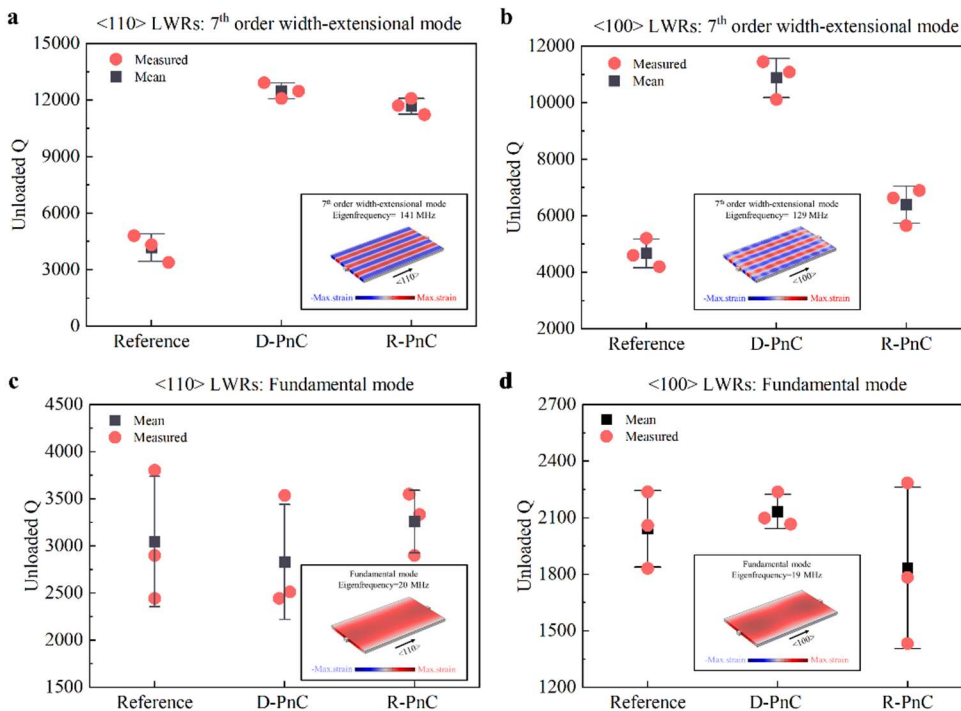 a
<110> LWRs: 7th order width-extensional mode
15000
12000
9000
6000
3000
0
Unloaded Q
Measured
Mean
7th order width-extensional mode
Eigenfrequency= 141 MHz
<110>
-Max.strain
Max.strain
Reference
D-PnC
R-PnC
b
<100> LWRs: 7th order width-extensional mode
12000
10000
8000
6000
4000
2000
Unloaded Q
Measured
Mean
7th order width-extensional mode
Eigenfrequency= 129 MHz
<100>
-Max.strain
Max.strain
Reference
D-PnC
R-PnC
c
<110> LWRs: Fundamental mode
4500
4000
3500
3000
2500
2000
1500
Unloaded Q
Mean
Measured
Fundamental mode
Eigenfrequency=20 MHz
<110>
-Max.strain
Max.strain
Reference
D-PnC
R-PnC
d
<100> LWRs: Fundamental mode
2700
2400
2100
1800
1500
1200
Unloaded Q
Mean
Measured
Fundamental mode
Eigenfrequency=19 MHz
<100>
-Max.strain
Max.strain
Reference
D-PnC
R-PnC